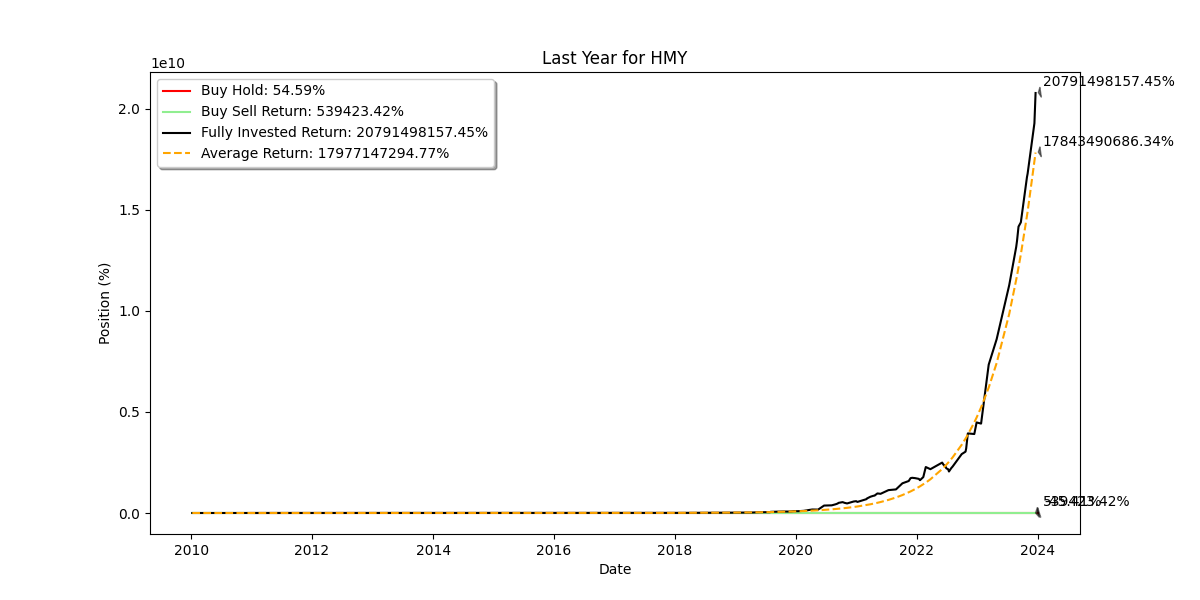 Last Year for HMY
1e10
Buy Hold: 54.59%
Buy Sell Return: 539423.42%
Fully Invested Return: 20791498157.45%
Average Return: 17977147294.77%
20791498157.45%
17843490686.34%
2.0
1.5
1.0
0.5
0.0
Position (%)
2010
2012
2014
2016
2018
2020
2022
2024
Date